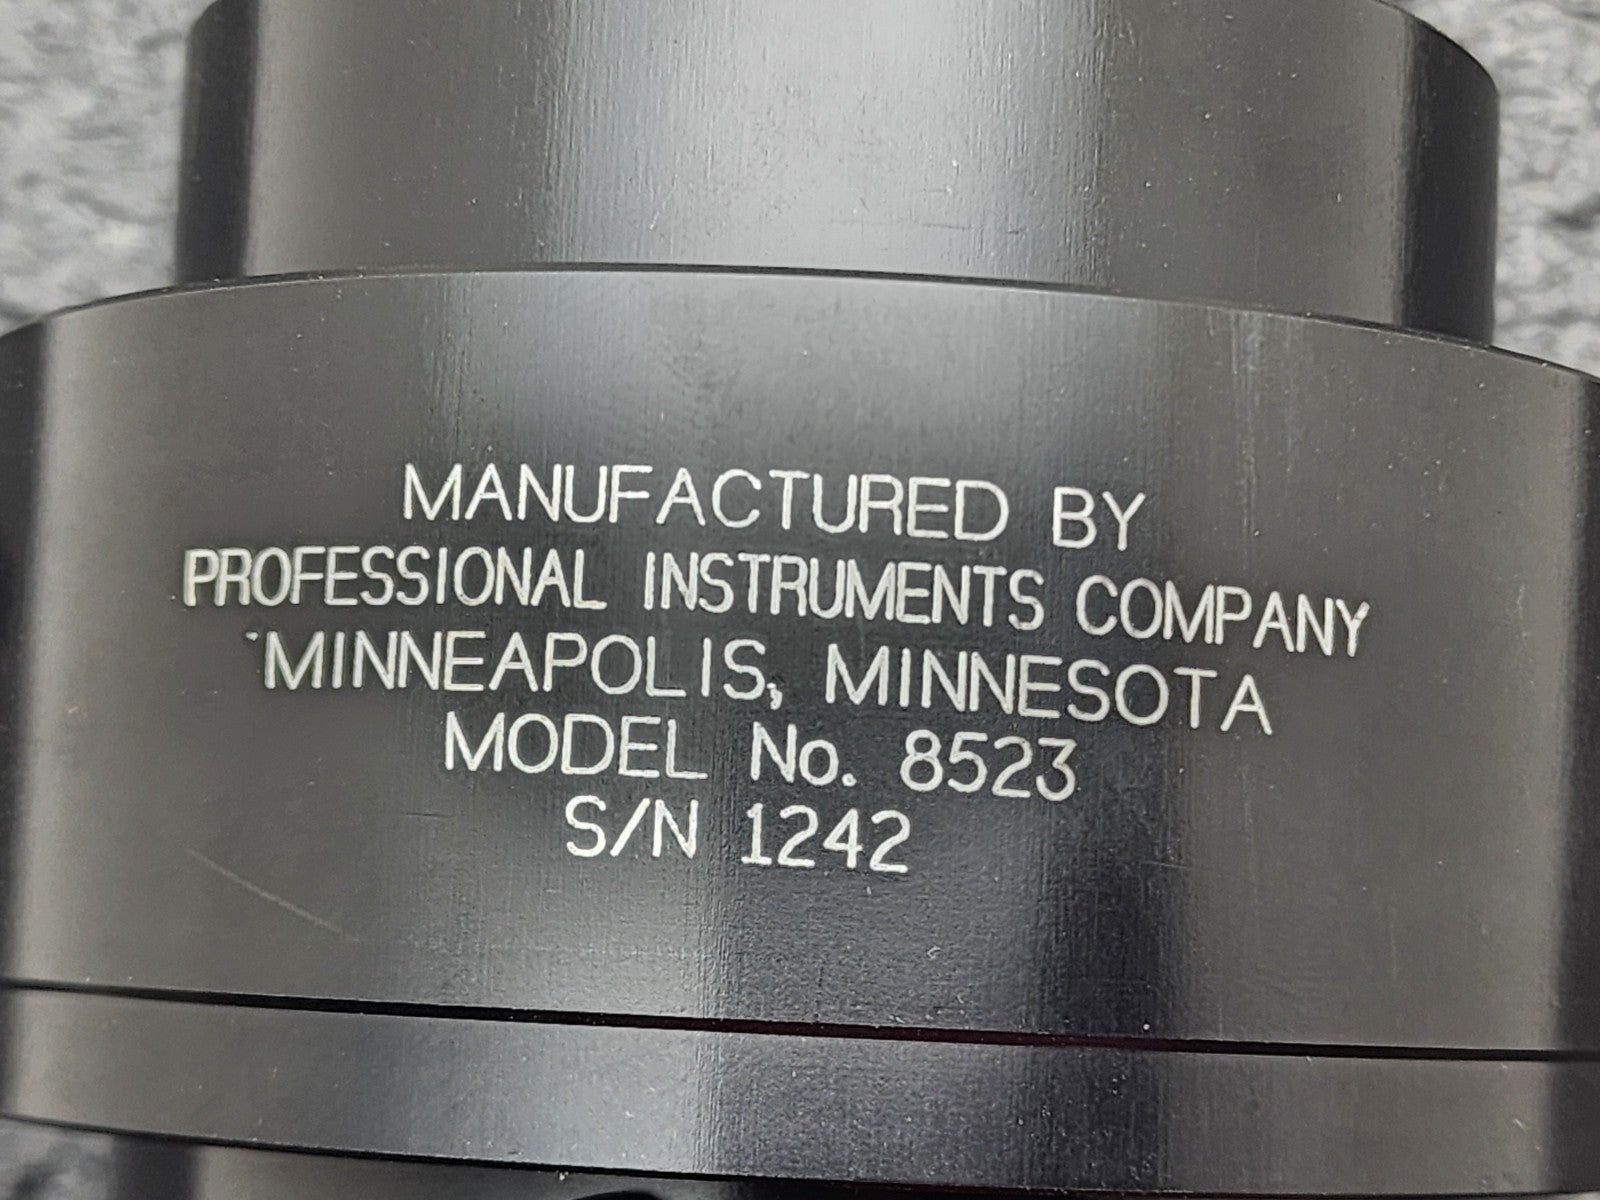 MANUFACTURED BY
PROFESSIONAL INSTRUMENTS COMPANY
MINNEAPOLIS, MINNESOTA
MODEL No. 8523
S/N 1242